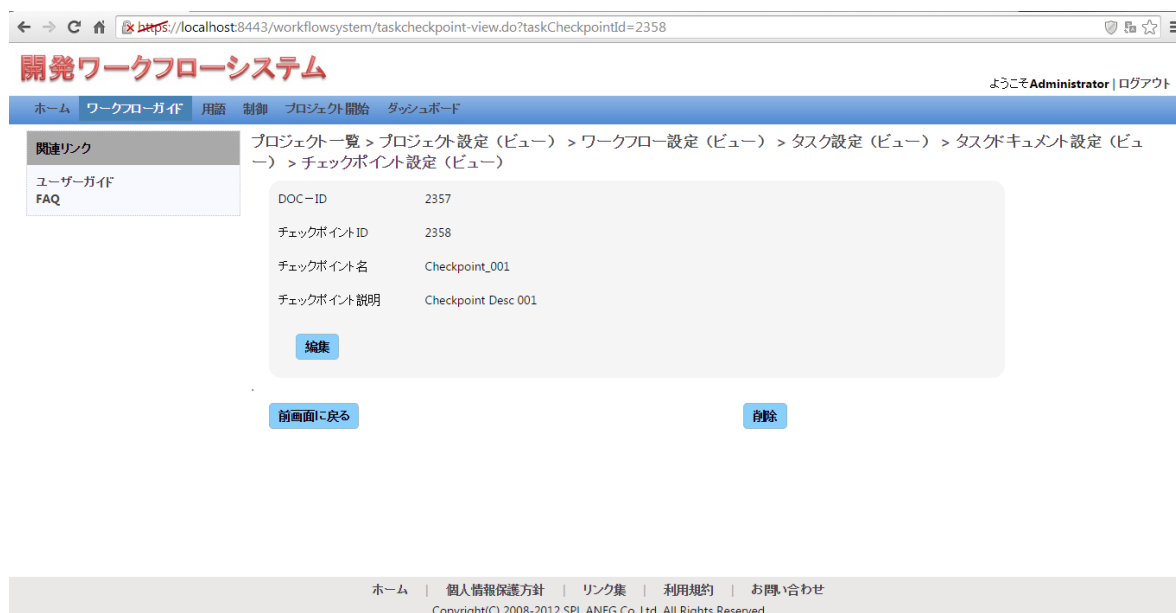 https://localhost:8443/workflowsystem/taskcheckpoint-view.do?taskCheckpointId=2358
開発ワークフローシステム
ようこそAdministrator | ログアウト
ホーム ワークフローガイド 用語 制御 プロジェクト開始 ダッシュボード
関連リンク
ユーザーガイド
FAQ
プロジェクト一覧 > プロジェクト設定（ビュー） > ワークフロー設定（ビュー） > タスク設定（ビュー） > タスクドキュメント設定（ビュ
ー） > チェックポイント設定（ビュー）
DOC－ID 2357
チェックポイントID 2358
チェックポイント名 Checkpoint_001
チェックポイント説明 Checkpoint Desc 001
編集
.
前画面に戻る 削除
ホーム | 個人情報保護方針 | リンク集 | 利用規約 | お問い合わせ
Copyright(C) 2008-2012 SPLANEG Co.,Ltd. All Rights Reserved.